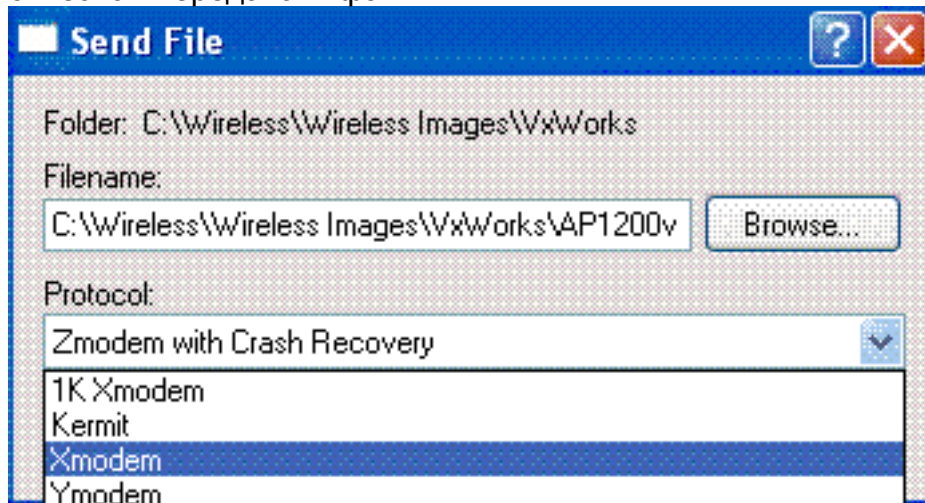 Send File
Folder: C:\Wireless\Wireless Images\VxWorks
Filename:
C:\Wireless\Wireless Images\VxWorks\AP1200v
Browse...
Protocol:
Zmodem with Crash Recovery
1K Xmodem
Kermit
Xmodem
Ymodem